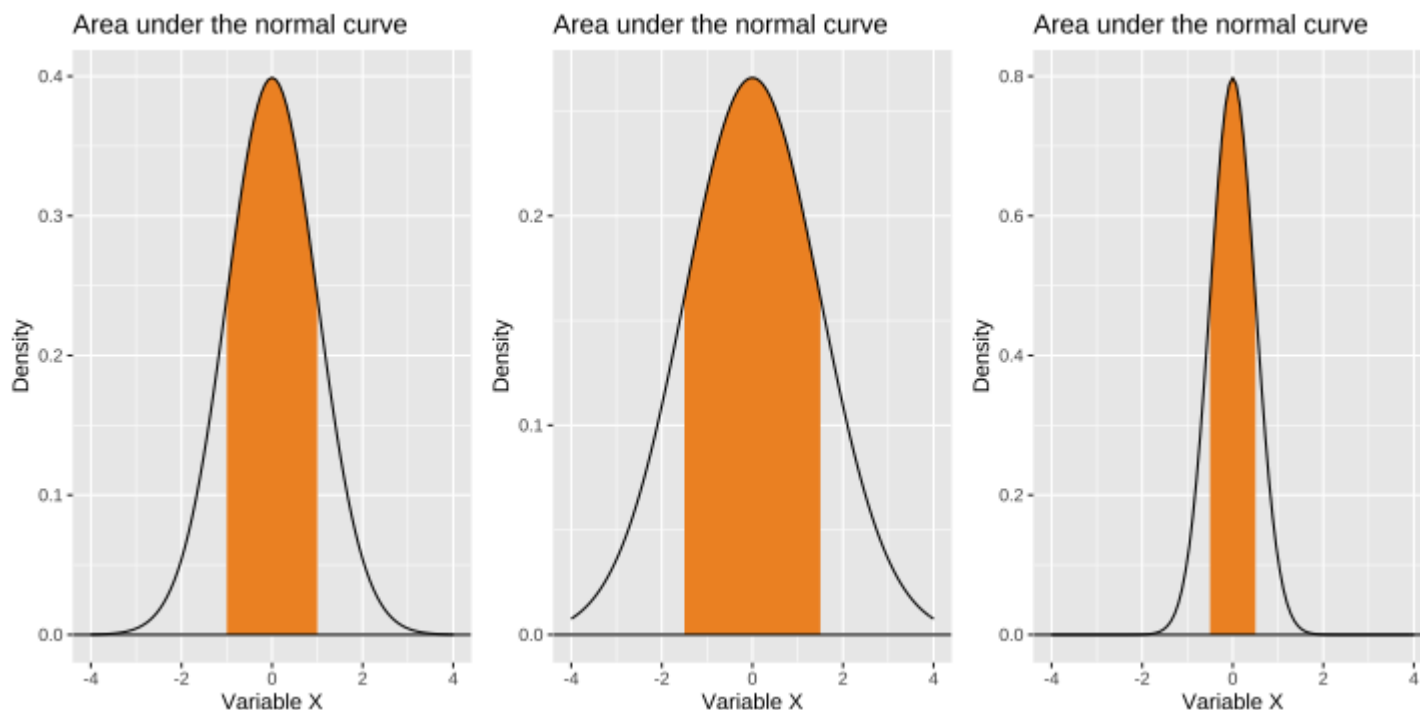 Area under the normal curve
0.4
0.3
0.2
0.1
0.0
Density
-4 -2 0 2 4
Variable X
Area under the normal curve
0.2
0.1
0.0
Density
-4 -2 0 2 4
Variable X
Area under the normal curve
0.8
0.6
0.4
0.2
0.0
Density
-4 -2 0 2 4
Variable X